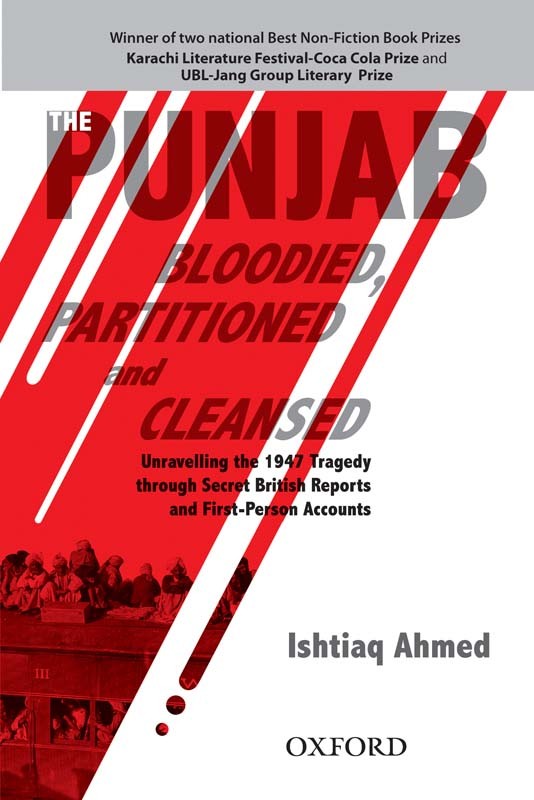 Winner of two national Best Non-Fiction Book Prizes
Karachi Literature Festival-Coca Cola Prize and
UBL-Jang Group Literary Prize
THE
PUNJAB
BLOODIED,
PARTITIONED
and
CLEANSED
Unravelling the 1947 Tragedy
through Secret British Reports
and First-Person Accounts
Ishtiaq Ahmed
III
OXFORD